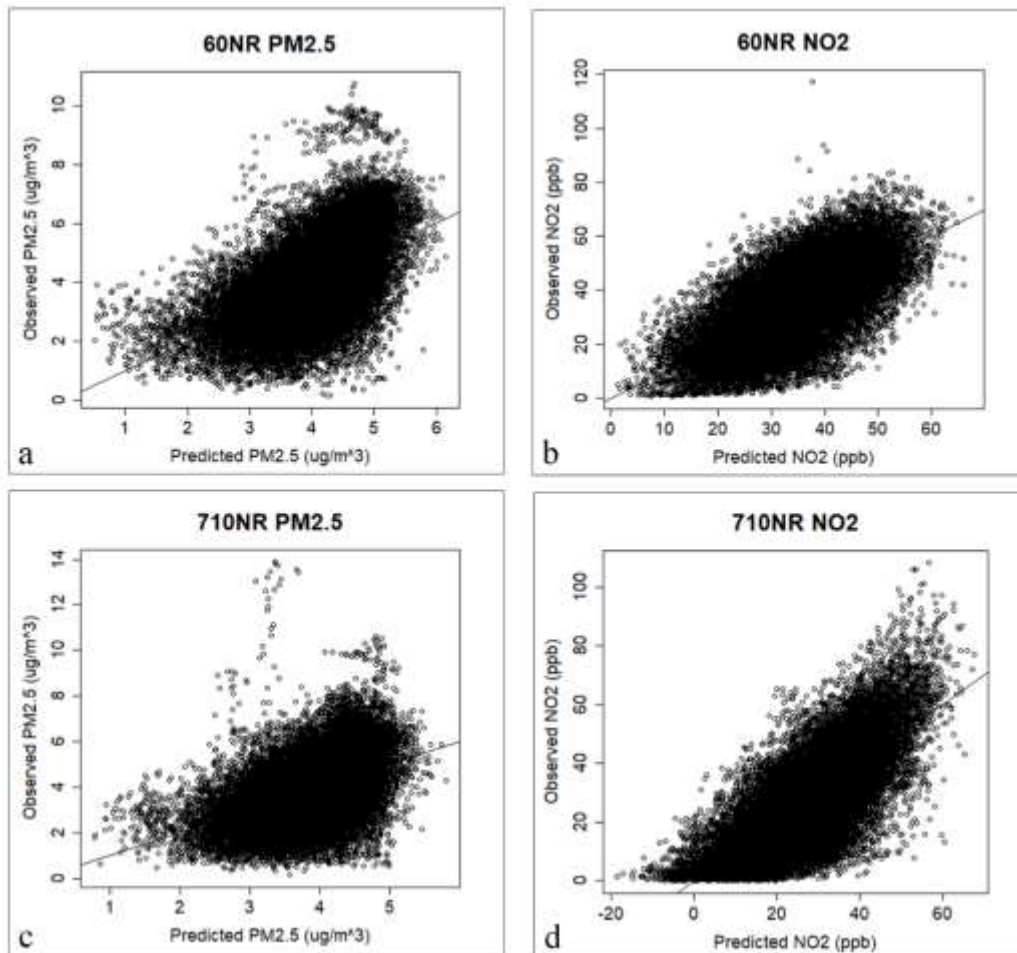 60NR PM2.5
Observed PM2.5 (ug/m^3)
10
8
6
4
2
0
1 2 3 4 5 6
a Predicted PM2.5 (ug/m^3)
60NR NO2
Observed NO2 (ppb)
120
100
80
60
40
20
0
0 10 20 30 40 50 60
b Predicted NO2 (ppb)
710NR PM2.5
Observed PM2.5 (ug/m^3)
14
12
10
8
6
4
2
0
1 2 3 4 5
c Predicted PM2.5 (ug/m^3)
710NR NO2
Observed NO2 (ppb)
100
80
60
40
20
0
-20 0 20 40 60
d Predicted NO2 (ppb)